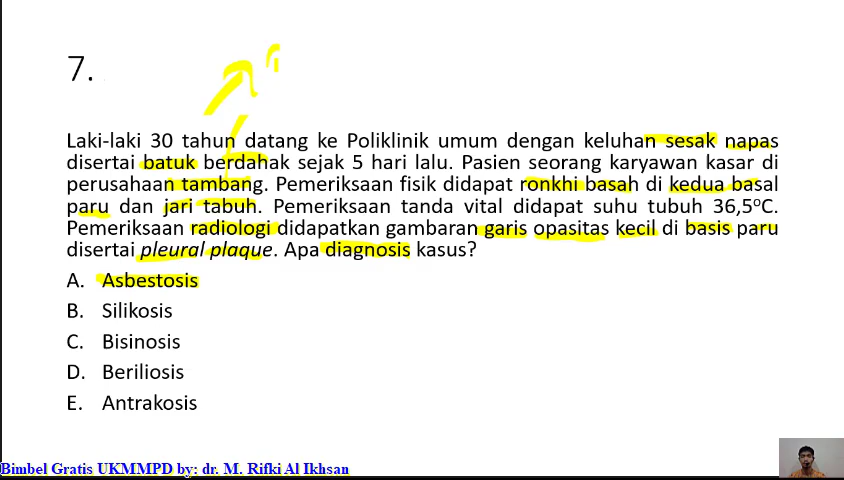 7.
Laki-laki 30 tahun datang ke Poliklinik umum dengan keluhan sesak napas
disertai batuk berdahak sejak 5 hari lalu. Pasien seorang karyawan kasar di
perusahaan tambang. Pemeriksaan fisik didapat ronkhi basah di kedua basal
paru dan jari tabuh. Pemeriksaan tanda vital didapat suhu tubuh 36,5°C.
Pemeriksaan radiologi didapatkan gambaran garis opasitas kecil di basis paru
disertai pleural plaque. Apa diagnosis kasus?
A. Asbestosis
B. Silikosis
C. Bisinosis
D. Beriliosis
E. Antrakosis
Bimbel Gratis UKMMPD by: dr. M. Rifki Al Ikhsan